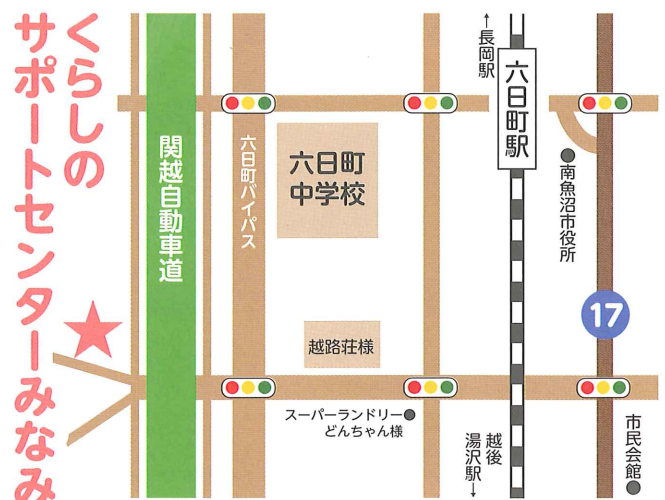 くらしの
サポートセンターみなみ
関越自動車道
六日町バイパス
六日町
中学校
越路荘様
スーパーランドリー
どんちゃん様
←長岡駅
六日町駅
南魚沼市役所
17
越後
湯沢駅→
市民会館